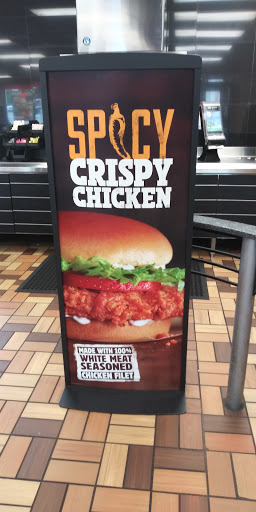 SPICY
CRISPY
CHICKEN
MADE WITH 100%
WHITE MEAT
SEASONED
CHICKEN FILET